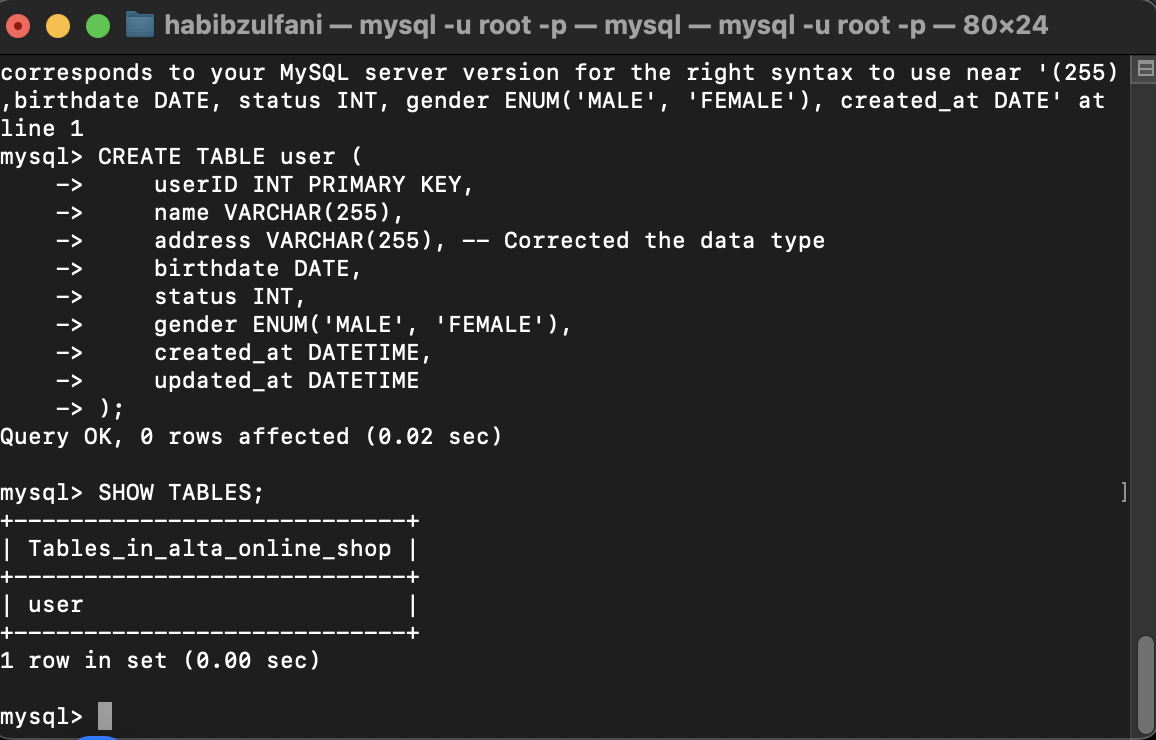 habibzulfani — mysql -u root -p — mysql — mysql -u root -p — 80×24
corresponds to your MySQL server version for the right syntax to use near '(255)
,birthdate DATE, status INT, gender ENUM('MALE', 'FEMALE'), created_at DATE' at
line 1
mysql> CREATE TABLE user (
    ->     userID INT PRIMARY KEY,
    ->     name VARCHAR(255),
    ->     address VARCHAR(255), -- Corrected the data type
    ->     birthdate DATE,
    ->     status INT,
    ->     gender ENUM('MALE', 'FEMALE'),
    ->     created_at DATETIME,
    ->     updated_at DATETIME
    -> );
Query OK, 0 rows affected (0.02 sec)

mysql> SHOW TABLES;                                                             ]
+----------------------------+
| Tables_in_alta_online_shop |
+----------------------------+
| user                       |
+----------------------------+
1 row in set (0.00 sec)

mysql>